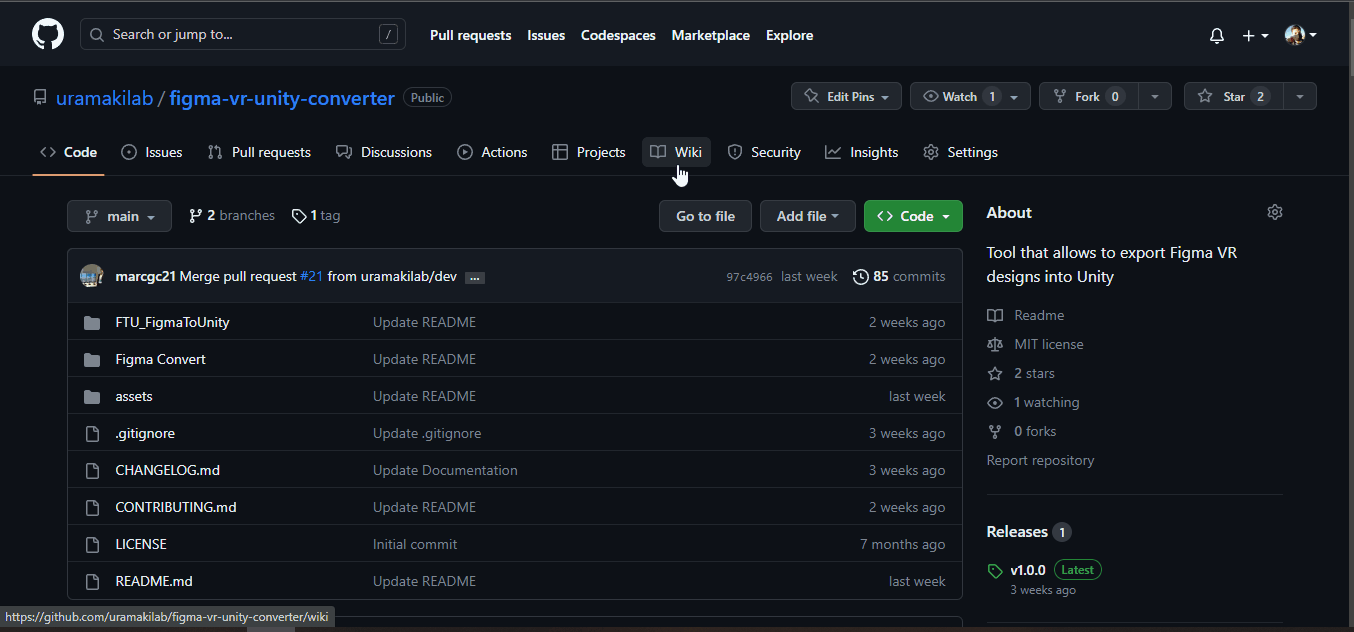 Search or jump to... / Pull requests Issues Codespaces Marketplace Explore
uramakilab / figma-vr-unity-converter Public Edit Pins Watch 1 Fork 0 Star 2
Code Issues Pull requests Discussions Actions Projects Wiki Security Insights Settings
main 2 branches 1 tag Go to file Add file Code
marcgc21 Merge pull request #21 from uramakilab/dev ... 97c4966 last week 85 commits
FTU_FigmaToUnity Update README 2 weeks ago
Figma Convert Update README 2 weeks ago
assets Update README last week
.gitignore Update .gitignore 3 weeks ago
CHANGELOG.md Update Documentation 3 weeks ago
CONTRIBUTING.md Update README 2 weeks ago
LICENSE Initial commit 7 months ago
README.md Update README last week
About
Tool that allows to export Figma VR
designs into Unity
Readme
MIT license
2 stars
1 watching
0 forks
Report repository
Releases 1
v1.0.0 Latest
3 weeks ago
https://github.com/uramakilab/figma-vr-unity-converter/wiki